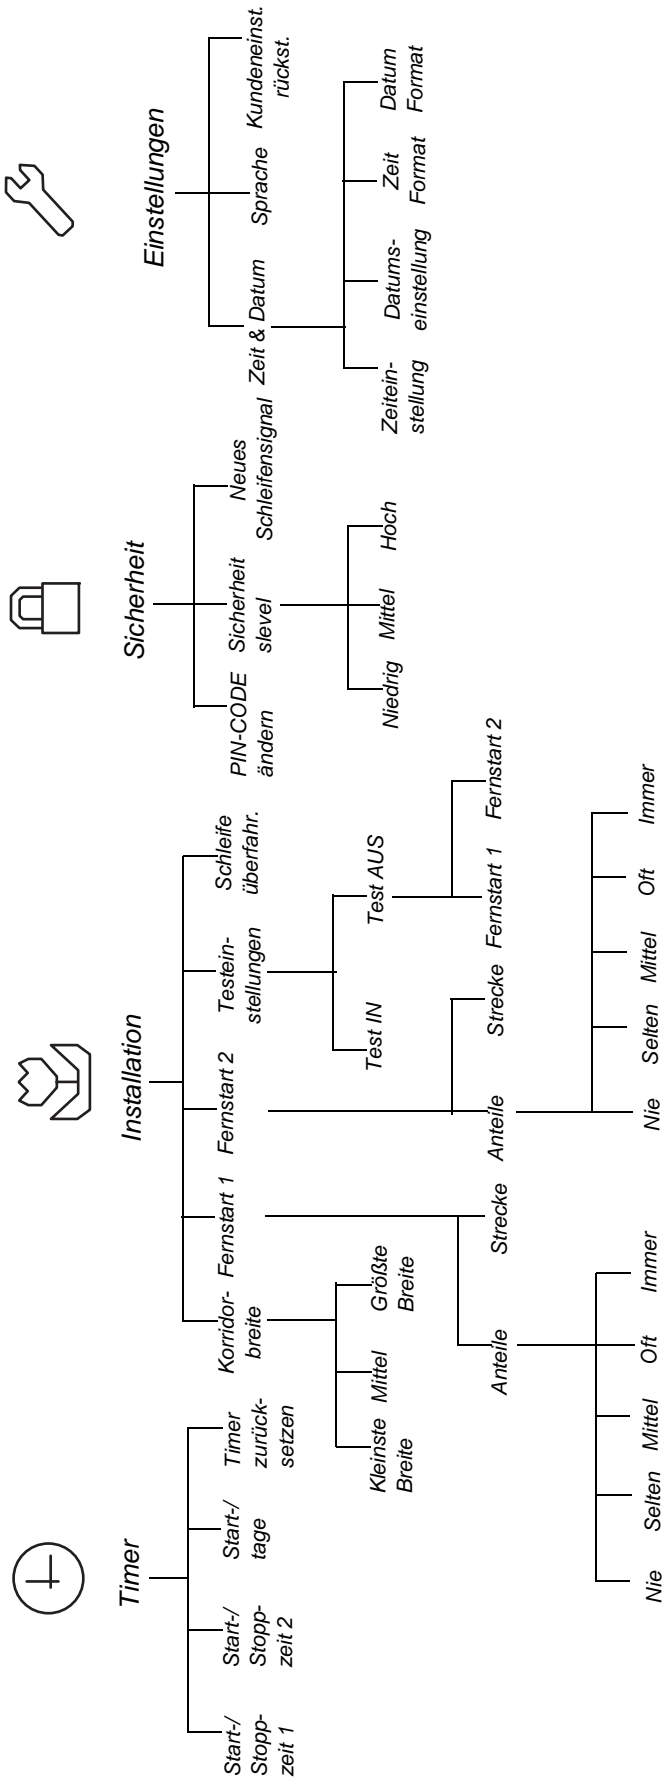 Timer
Start-/
Stopp-
zeit 1
Start-/
Stopp-
zeit 2
Start-/
tage
Timer
zurück-
setzen
Installation
Korridor-
breite
Kleinste
Breite
Mittel
Größte
Breite
Fernstart 1
Anteile
Nie
Selten
Mittel
Oft
Immer
Strecke
Fernstart 2
Anteile
Nie
Selten
Mittel
Oft
Immer
Strecke
Testein-
stellungen
Test IN
Test AUS
Fernstart 1
Fernstart 2
Schleife
überfahr.
Sicherheit
PIN-CODE
ändern
Sicherheit
slevel
Niedrig
Mittel
Hoch
Neues
Schleifensignal
Einstellungen
Zeit & Datum
Zeitein-
stellung
Datums-
einstellung
Zeit
Format
Datum
Format
Sprache
Kundeneinst.
rückst.